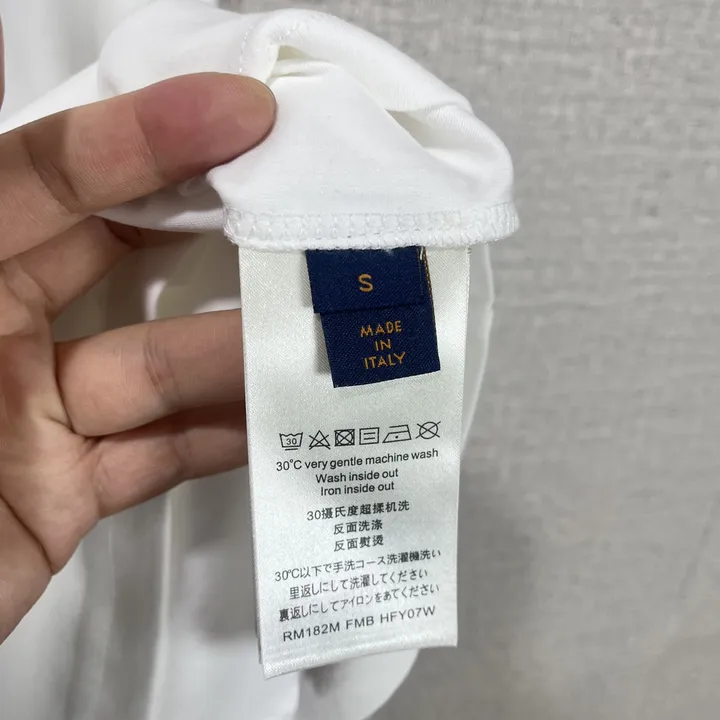 S
MADE
IN
ITALY
30
30°C very gentle machine wash
Wash inside out
Iron inside out
30摄氏度超揉机洗
反面洗涤
反面熨烫
30℃以下で手洗コース洗濯機洗い
里返しにして洗濯してください
裏返しにしてアイロンをあてください
RM182M FMB HFY07W